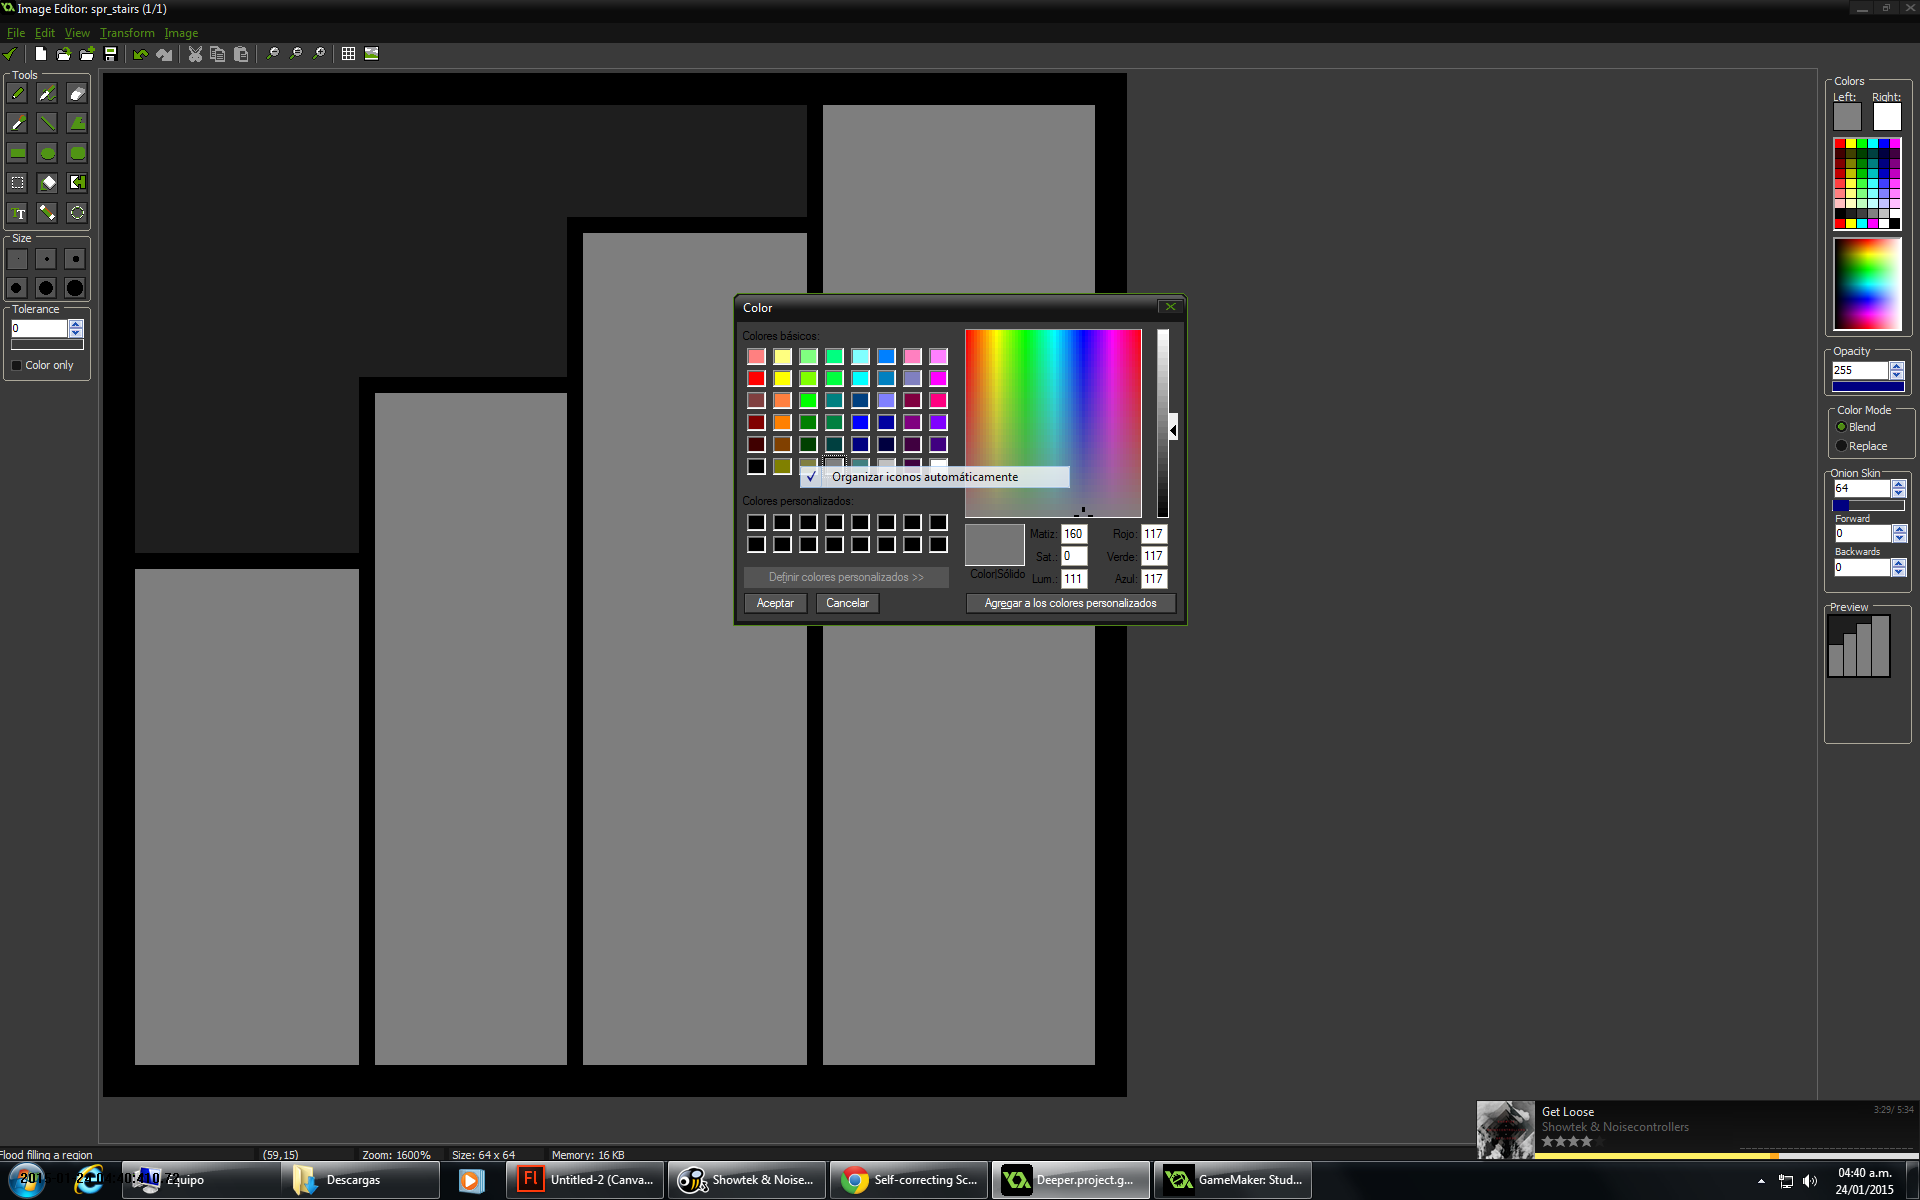 Image Editor: spr_stairs (1/1)
File Edit View Transform Image
Tools
Size
Tolerance
0
Color only
Colors
Left: Right:
Opacity
255
Color Mode
Blend
Replace
Onion Skin
64
Forward
0
Backwards
0
Preview
Color
Colores básicos:
Organizar iconos automáticamente
Colores personalizados:
Definir colores personalizados >>
Aceptar Cancelar
Color|Sólido
Matiz: 160 Rojo: 117
Sat.: 0 Verde: 117
Lum.: 111 Azul: 117
Agregar a los colores personalizados
Get Loose 3:29/ 5:34
Showtek & Noisecontrollers
Flood filling a region (59,15) Zoom: 1600% Size: 64 x 64 Memory: 16 KB
Equipo
Descargas
Untitled-2 (Canva...
Showtek & Noise...
Self-correcting Sc...
Deeper.project.g...
GameMaker: Stud...
04:40 a.m.
24/01/2015